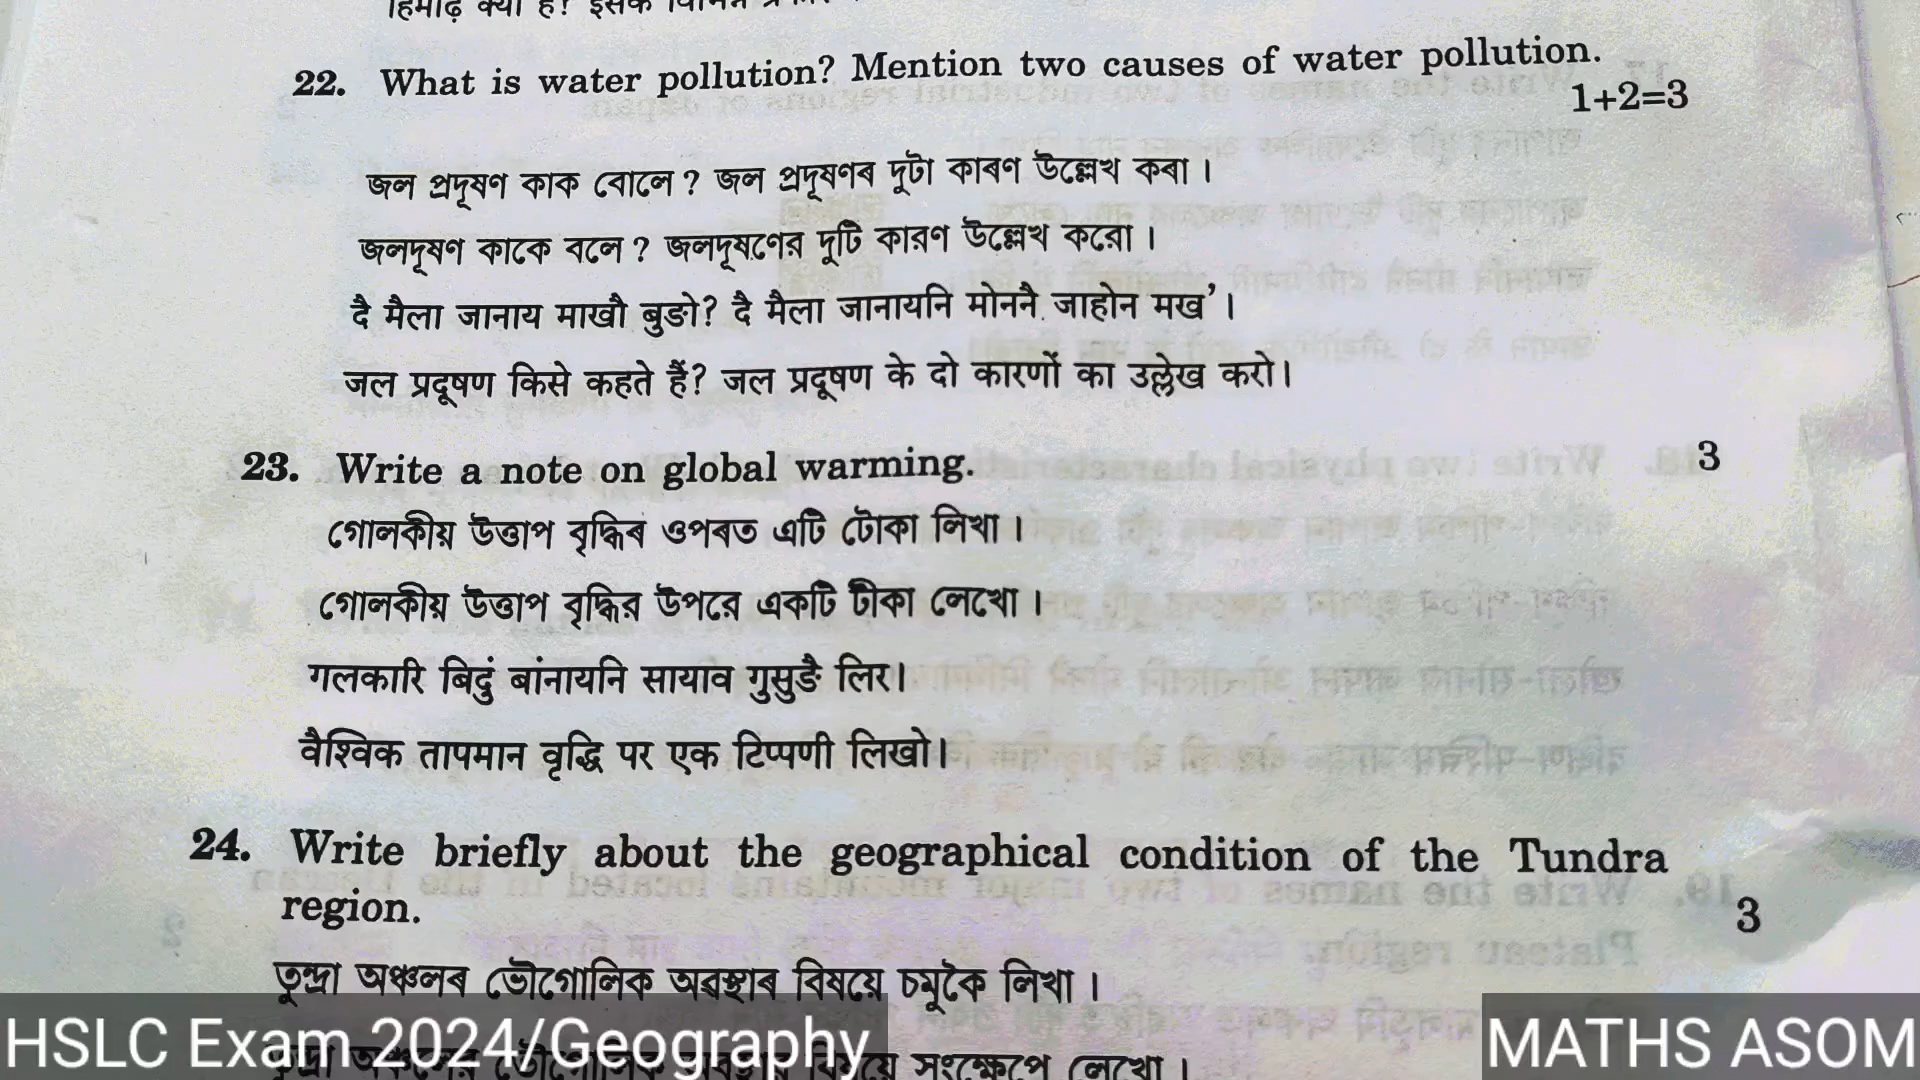 हिमाढ़ क्या है? इसके
22. What is water pollution? Mention two causes of water pollution.
1+2=3
জল প্ৰদূষণ কাক বোলে ? জল প্ৰদূষণৰ দুটা কাৰণ উল্লেখ কৰা ।
জলদূষণ কাকে বলে ? জলদূষণের দুটি কারণ উল্লেখ করো ।
दै मैला जानाय माखौ बुङो? दै मैला जानायनि मोननै जाहोन मख'।
जल प्रदूषण किसे कहते हैं? जल प्रदूषण के दो कारणों का उल्लेख करो।
23. Write a note on global warming. 3
গোলকীয় উত্তাপ বৃদ্ধিৰ ওপৰত এটি টোকা লিখা ।
গোলকীয় উত্তাপ বৃদ্ধির উপরে একটি টীকা লেখো ।
गलकारि बिदुं बांनायनि सायाव गुसुङै लिर।
वैश्विक तापमान वृद्धि पर एक टिप्पणी लिखो।
24. Write briefly about the geographical condition of the Tundra
region. 3
তুন্দ্ৰা অঞ্চলৰ ভৌগোলিক অৱস্থাৰ বিষয়ে চমুকৈ লিখা ।
HSLC Exam 2024/Geography
MATHS ASOM
সংক্ষেপে লেখো ।